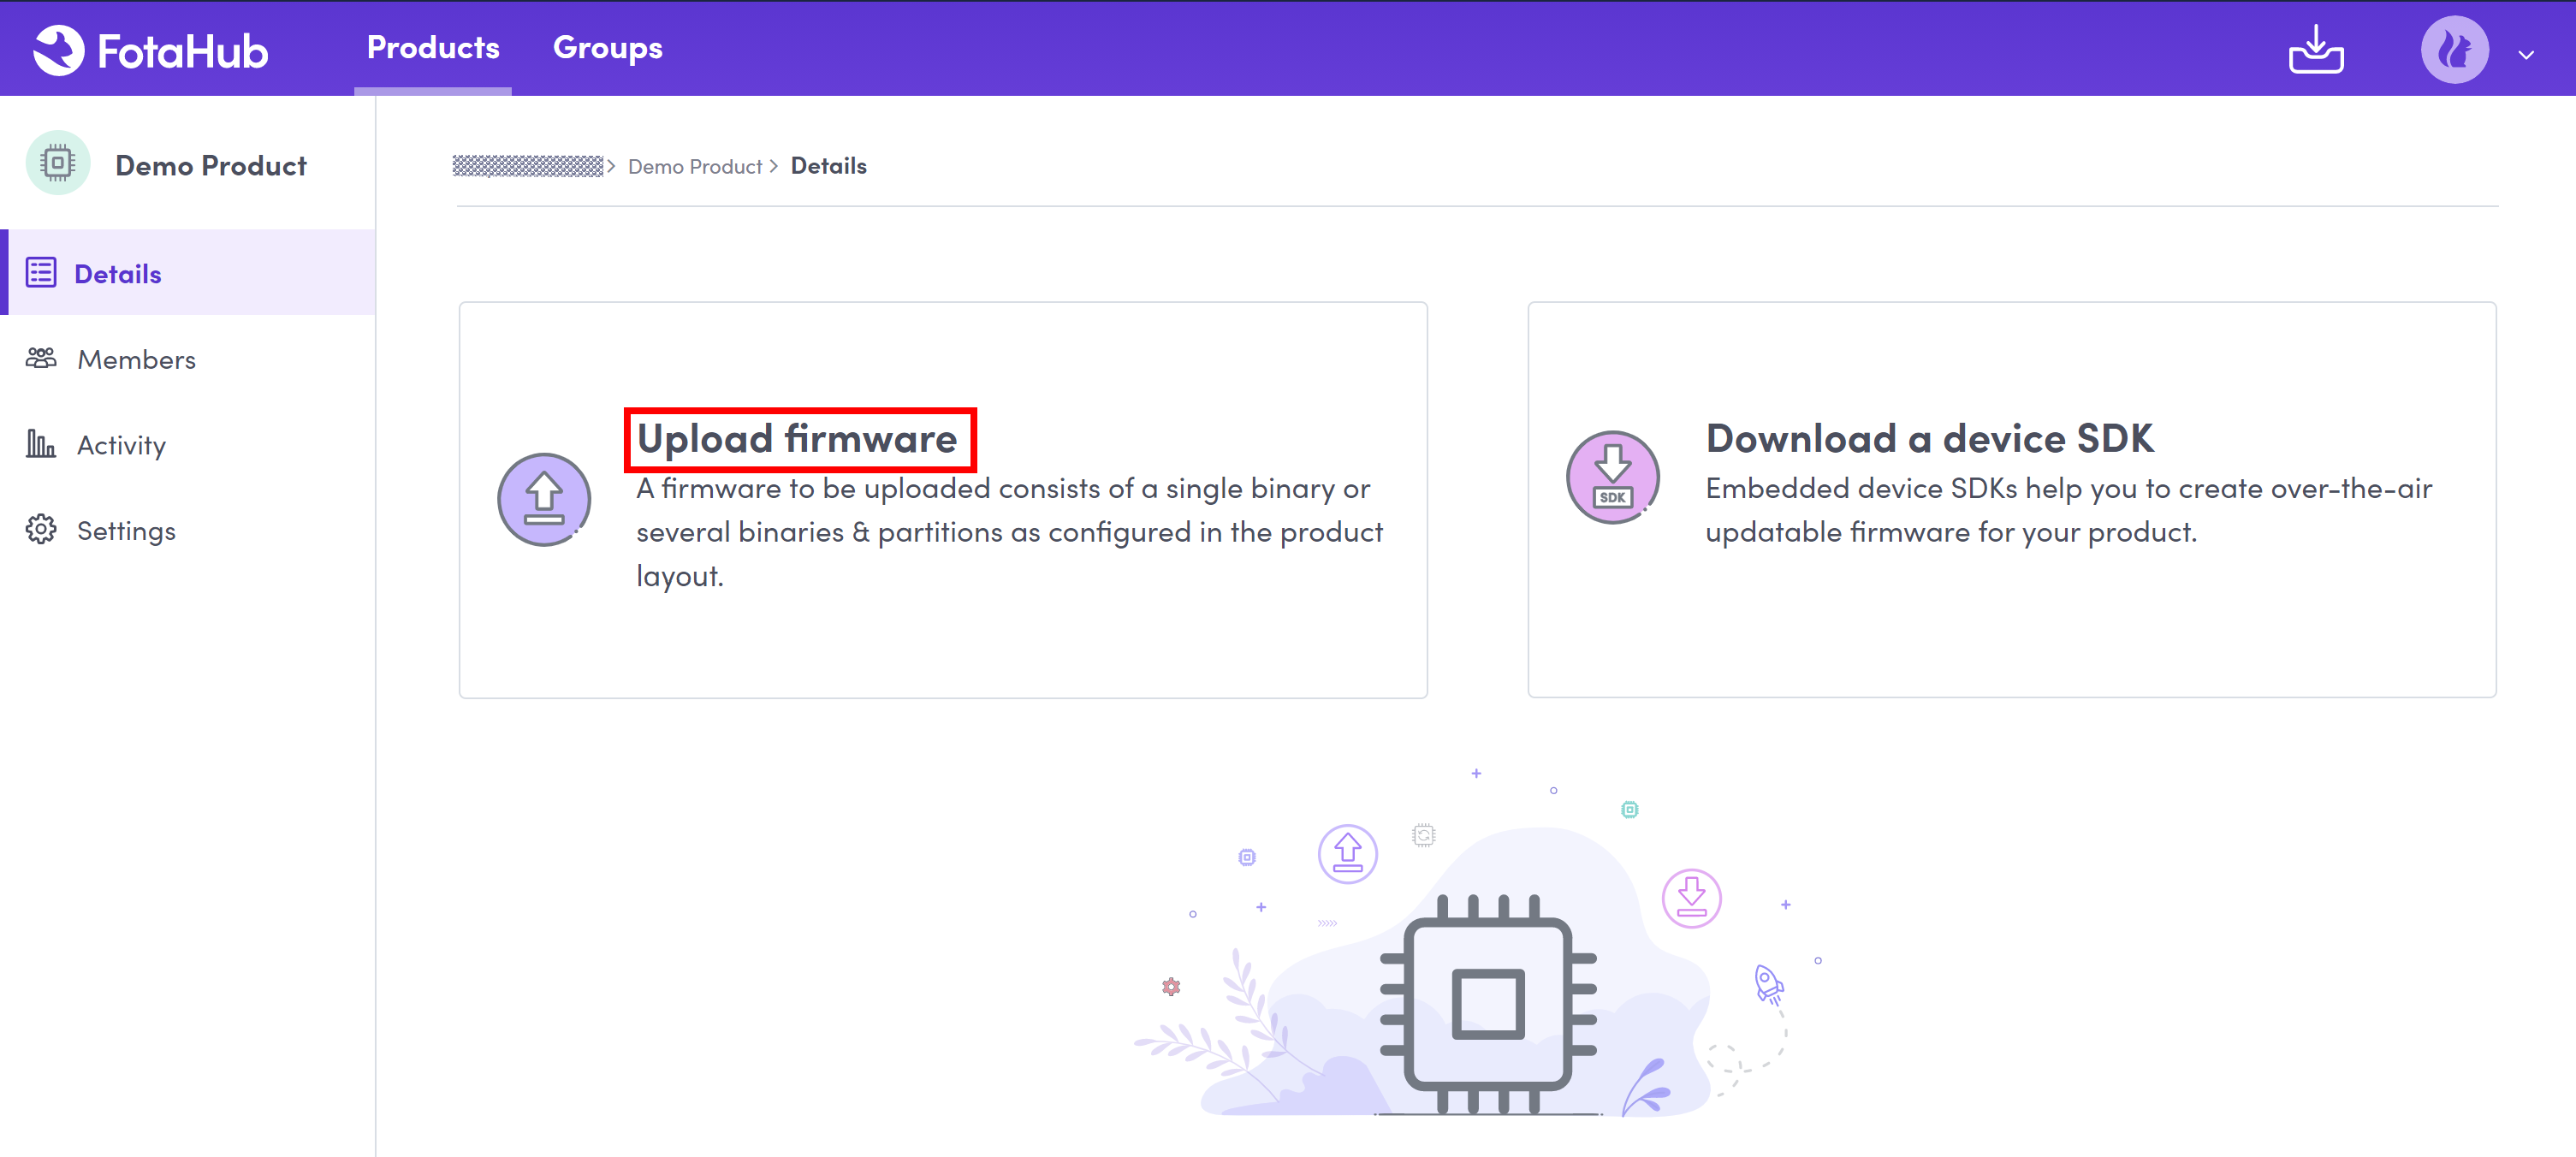 FotaHub
Products
Groups
Demo Product
Demo Product > Details
Details
Members
Activity
Settings
Upload firmware
A firmware to be uploaded consists of a single binary or
several binaries & partitions as configured in the product
layout.
SDK
Download a device SDK
Embedded device SDKs help you to create over-the-air
updatable firmware for your product.